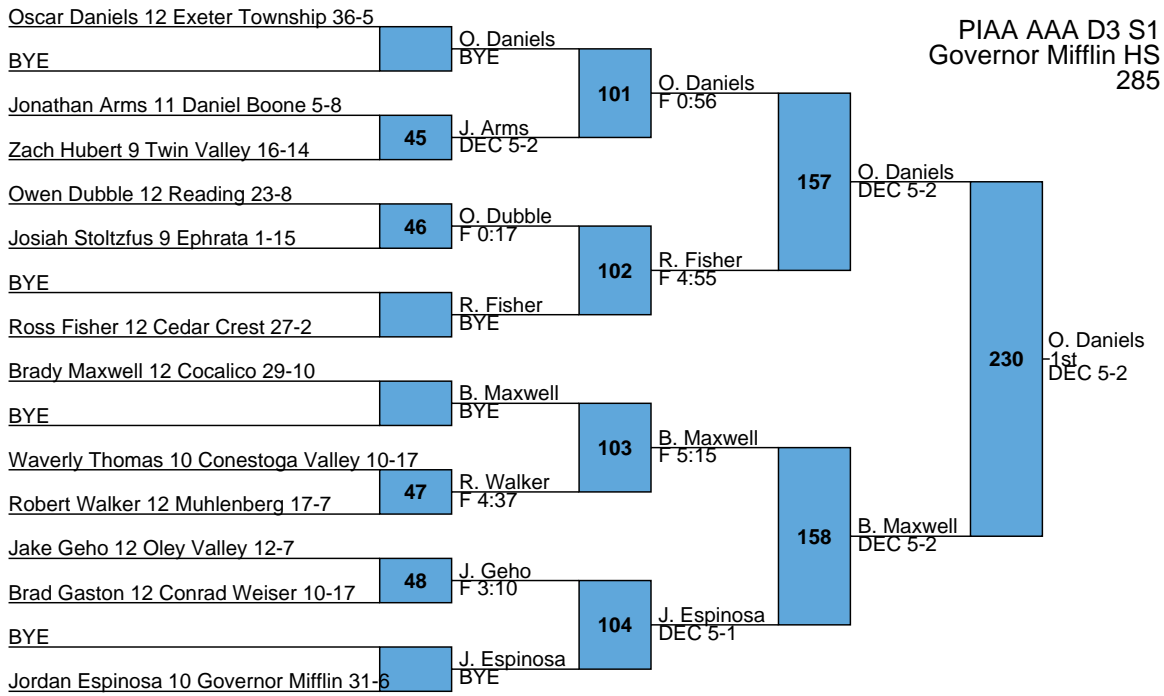 Oscar Daniels 12 Exeter Township 36-5
BYE
Jonathan Arms 11 Daniel Boone 5-8
Zach Hubert 9 Twin Valley 16-14
Owen Dubble 12 Reading 23-8
Josiah Stoltzfus 9 Ephrata 1-15
BYE
Ross Fisher 12 Cedar Crest 27-2
Brady Maxwell 12 Cocalico 29-10
BYE
Waverly Thomas 10 Conestoga Valley 10-17
Robert Walker 12 Muhlenberg 17-7
Jake Geho 12 Oley Valley 12-7
Brad Gaston 12 Conrad Weiser 10-17
BYE
Jordan Espinosa 10 Governor Mifflin 31-6
45
46
47
48
O. Daniels
BYE
J. Arms
DEC 5-2
O. Dubble
F 0:17
R. Fisher
BYE
B. Maxwell
BYE
R. Walker
F 4:37
J. Geho
F 3:10
J. Espinosa
BYE
101
102
103
104
O. Daniels
F 0:56
R. Fisher
F 4:55
B. Maxwell
F 5:15
J. Espinosa
DEC 5-1
157
158
O. Daniels
DEC 5-2
B. Maxwell
DEC 5-2
230
O. Daniels
1st
DEC 5-2
PIAA AAA D3 S1
Governor Mifflin HS
285